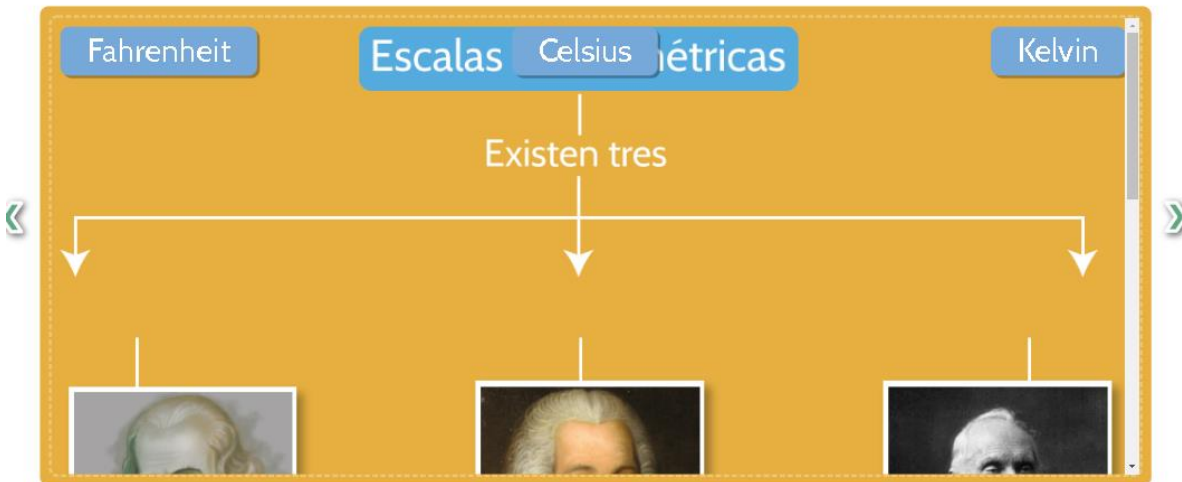 Fahrenheit
Escalas
Celsius
étricas
Kelvin
Existen tres